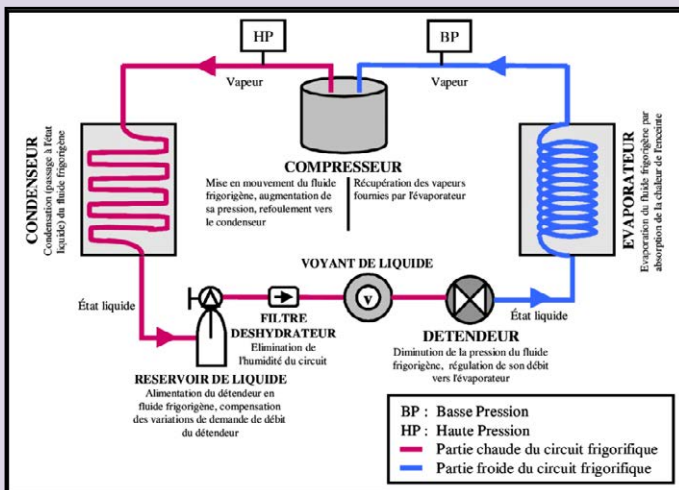 HP
BP
Vapeur
Vapeur
CONDENSEUR
Condensation (passage à l'état
liquide) du fluide frigorigène
COMPRESSEUR
Mise en mouvement du fluide
frigorigène, augmentation de
sa pression, refoulement vers
le condenseur
Récupération des vapeurs
fournies par l'évaporateur
EVAPORATEUR
Evaporation du fluide frigorigène par
absorption de la chaleur de l'enceinte
État liquide
VOYANT DE LIQUIDE
V
FILTRE
DESHYDRATEUR
Elimination de
l'humidité du circuit
DETENDEUR
Diminution de la pression du fluide
frigorigène, régulation de son débit
vers l'évaporateur
État liquide
RESERVOIR DE LIQUIDE
Alimentation du détendeur en
fluide frigorigène, compensation
des variations de demande de débit
du détendeur
BP : Basse Pression
HP : Haute Pression
Partie chaude du circuit frigorifique
Partie froide du circuit frigorifique